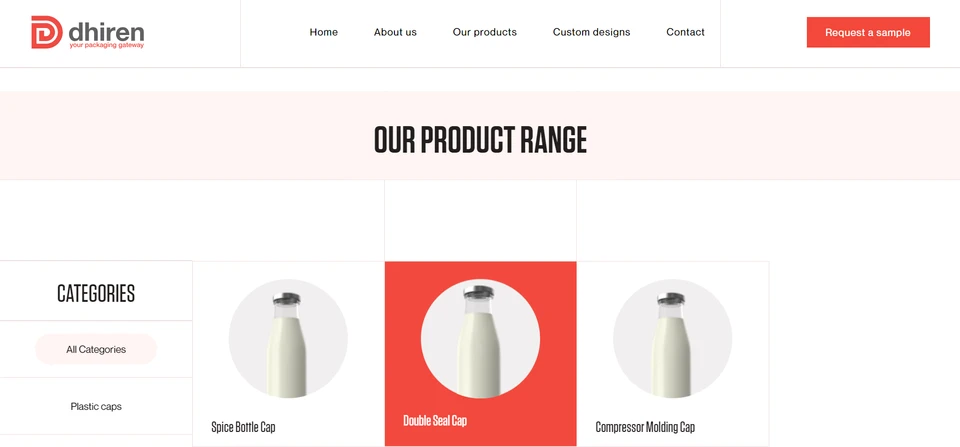 dhiren
your packaging gateway
Home
About us
Our products
Custom designs
Contact
Request a sample
OUR PRODUCT RANGE
CATEGORIES
All Categories
Plastic caps
Spice Bottle Cap
Double Seal Cap
Compressor Molding Cap